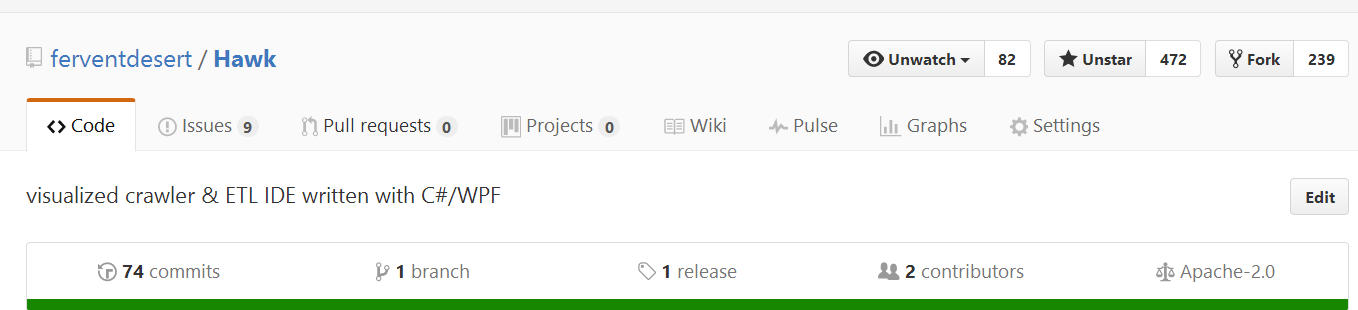 ferventdesert / Hawk Unwatch 82 Unstar 472 Fork 239
Code Issues 9 Pull requests 0 Projects 0 Wiki Pulse Graphs Settings
visualized crawler & ETL IDE written with C#/WPF Edit
74 commits 1 branch 1 release 2 contributors Apache-2.0